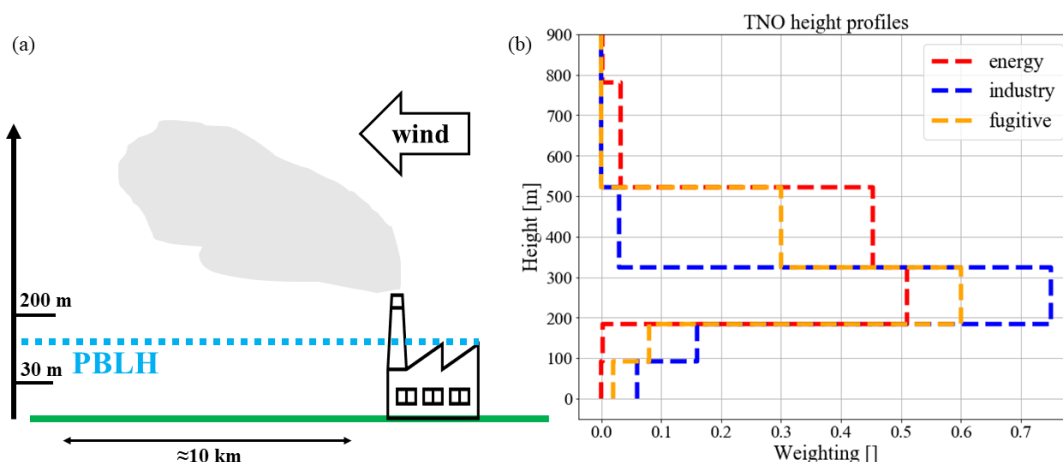 (a)
wind
200 m
PBLH
30 m
≈10 km
(b)
TNO height profiles
energy
industry
fugitive
Height [m]
900
800
700
600
500
400
300
200
100
0
0.0 0.1 0.2 0.3 0.4 0.5 0.6 0.7
Weighting []